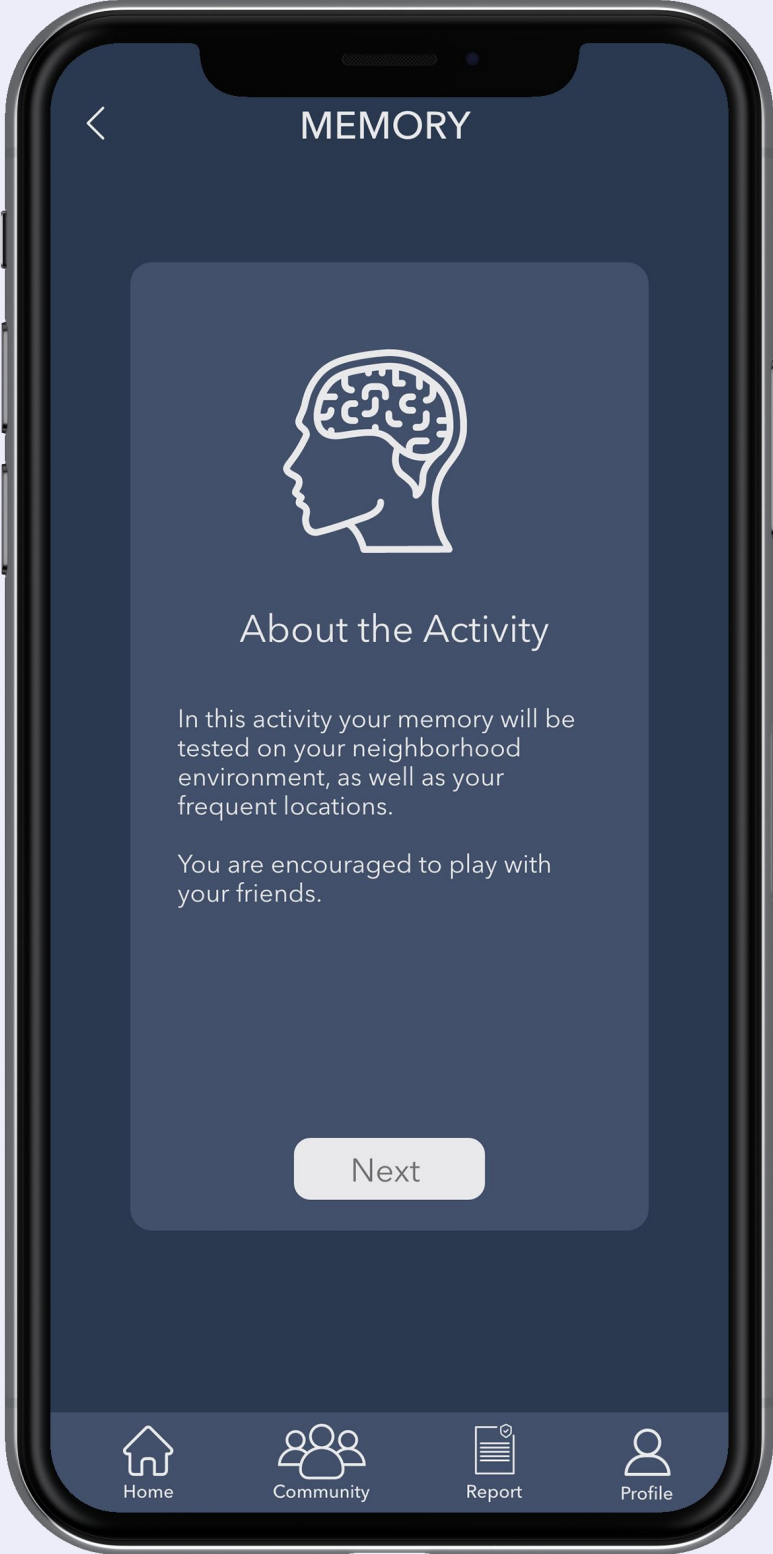 MEMORY
About the Activity
In this activity your memory will be
tested on your neighborhood
environment, as well as your
frequent locations.
You are encouraged to play with
your friends.
Next
Home
Community
Report
Profile